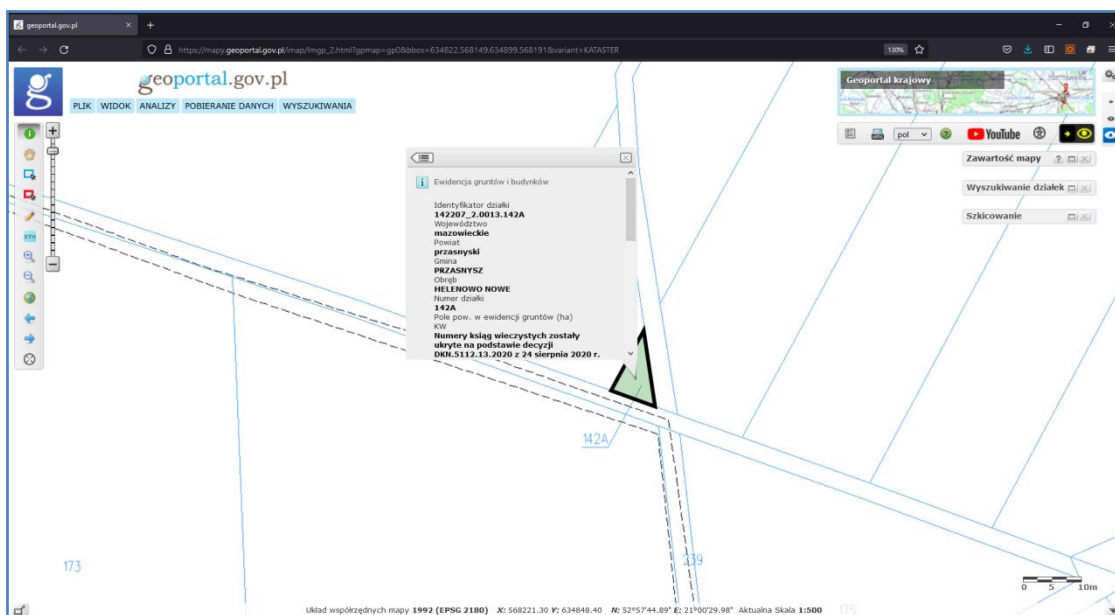 geoportal.gov.pl
https://mapy.geoportal.gov.pl/imap/Imgp_2.html?gpmap=gp0&bbox=634822.568149.634899.568191&variant=KATASTER
130%
geoportal.gov.pl
PLIK WIDOK ANALIZY POBIERANIE DANYCH WYSZUKIWANIA
Geoportal krajowy
pol
YouTube
Zawartość mapy
Wyszukiwanie działek
Szkicowanie
Ewidencja gruntów i budynków
Identyfikator działki
142207_2.0013.142A
Województwo
mazowieckie
Powiat
przasnyski
Gmina
PRZASNYSZ
Obręb
HELENOWO NOWE
Numer działki
142A
Pole pow. w ewidencji gruntów (ha)
KW
Numery ksiąg wieczystych zostały
ukryte na podstawie decyzji
DKN.5112.13.2020 z 24 sierpnia 2020 r.
142A
173
239
0 5 10m
Układ współrzędnych mapy 1992 (EPSG 2180) X: 568221.30 Y: 634848.40 N: 52°57'44.89" E: 21°00'29.98" Aktualna Skala 1:500